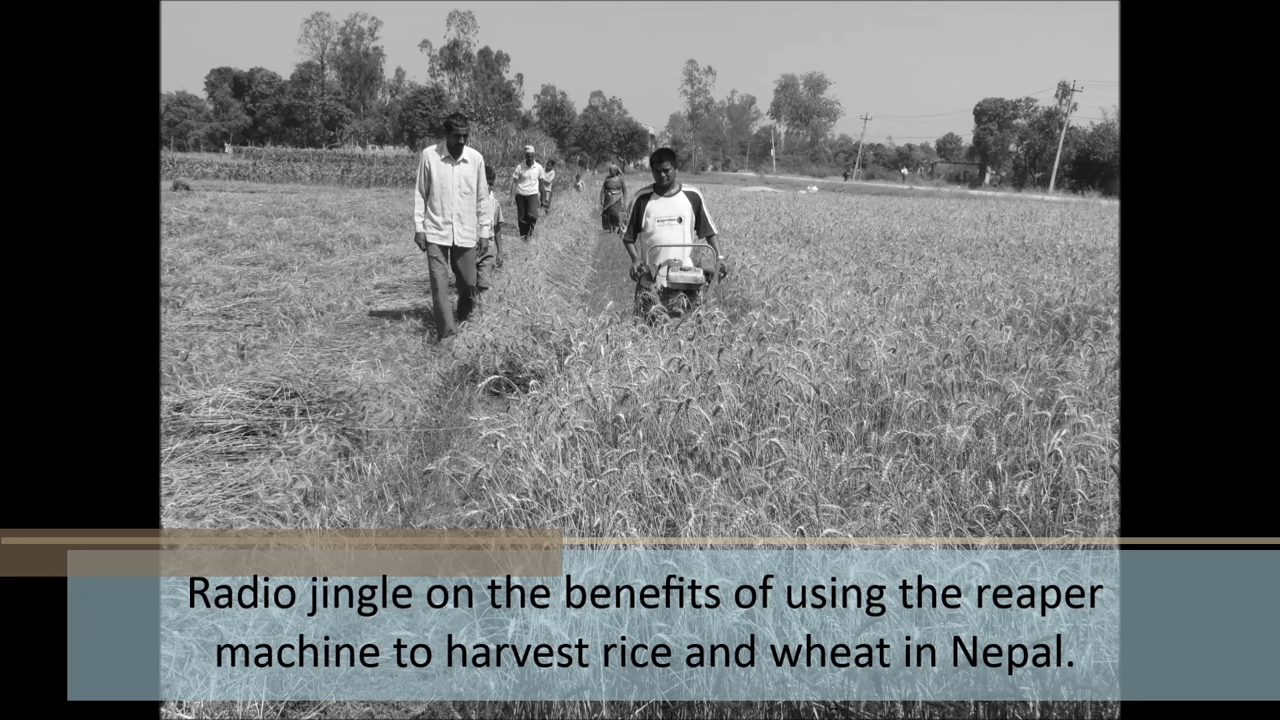 Radio jingle on the benefits of using the reaper
machine to harvest rice and wheat in Nepal.